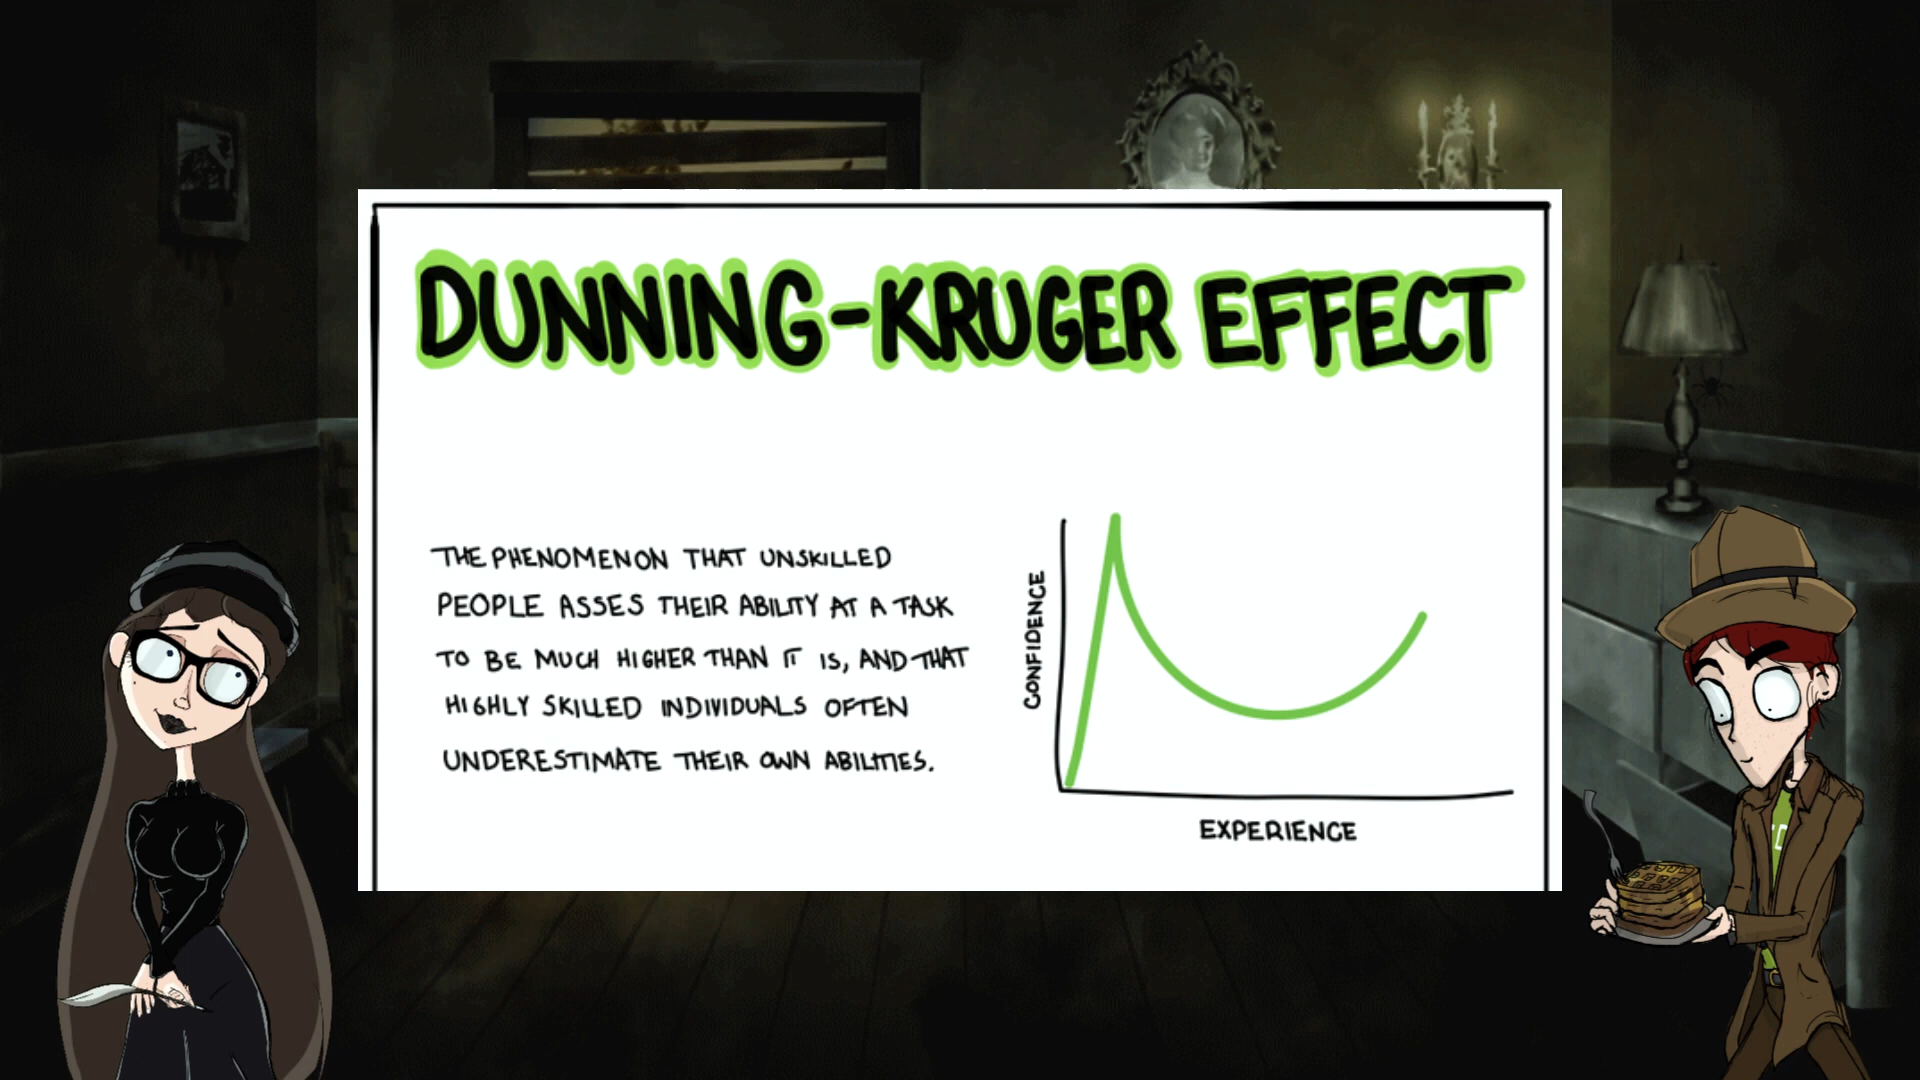 DUNNING-KRUGER EFFECT
THE PHENOMENON THAT UNSKILLED
PEOPLE ASSES THEIR ABILITY AT A TASK
TO BE MUCH HIGHER THAN IT IS, AND THAT
HIGHLY SKILLED INDIVIDUALS OFTEN
UNDERESTIMATE THEIR OWN ABILITIES.
CONFIDENCE
EXPERIENCE